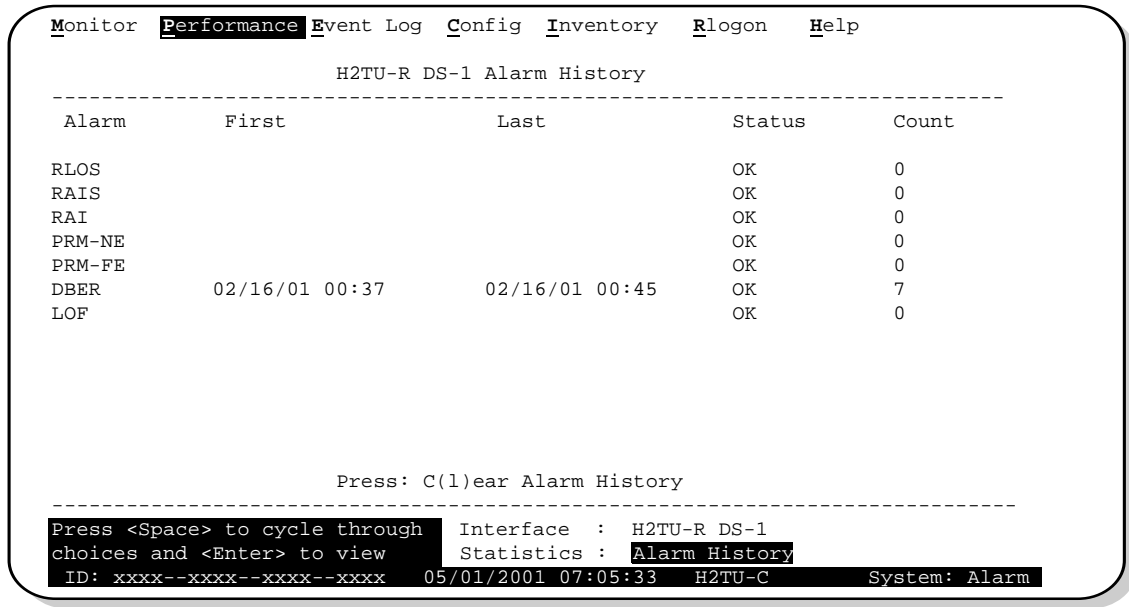 Monitor Performance Event Log Config Inventory Rlogon Help
H2TU-R DS-1 Alarm History
--------------------------------------------------------------------------------
Alarm First Last Status Count
RLOS OK 0
RAIS OK 0
RAI OK 0
PRM-NE OK 0
PRM-FE OK 0
DBER 02/16/01 00:37 02/16/01 00:45 OK 7
LOF OK 0
Press: C(l)ear Alarm History
--------------------------------------------------------------------------------
Press <Space> to cycle through Interface : H2TU-R DS-1
choices and <Enter> to view Statistics : Alarm History
ID: xxxx--xxxx--xxxx--xxxx 05/01/2001 07:05:33 H2TU-C System: Alarm